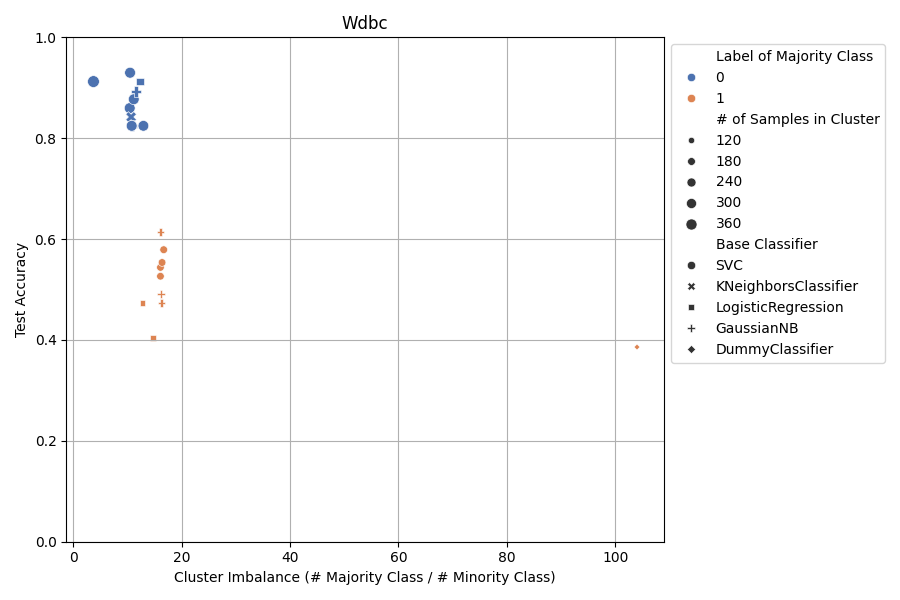 Wdbc
1.0
0.8
0.6
0.4
0.2
0.0
Test Accuracy
0
20
40
60
80
100
Cluster Imbalance (# Majority Class / # Minority Class)
Label of Majority Class
0
1
# of Samples in Cluster
120
180
240
300
360
Base Classifier
SVC
KNeighborsClassifier
LogisticRegression
GaussianNB
DummyClassifier